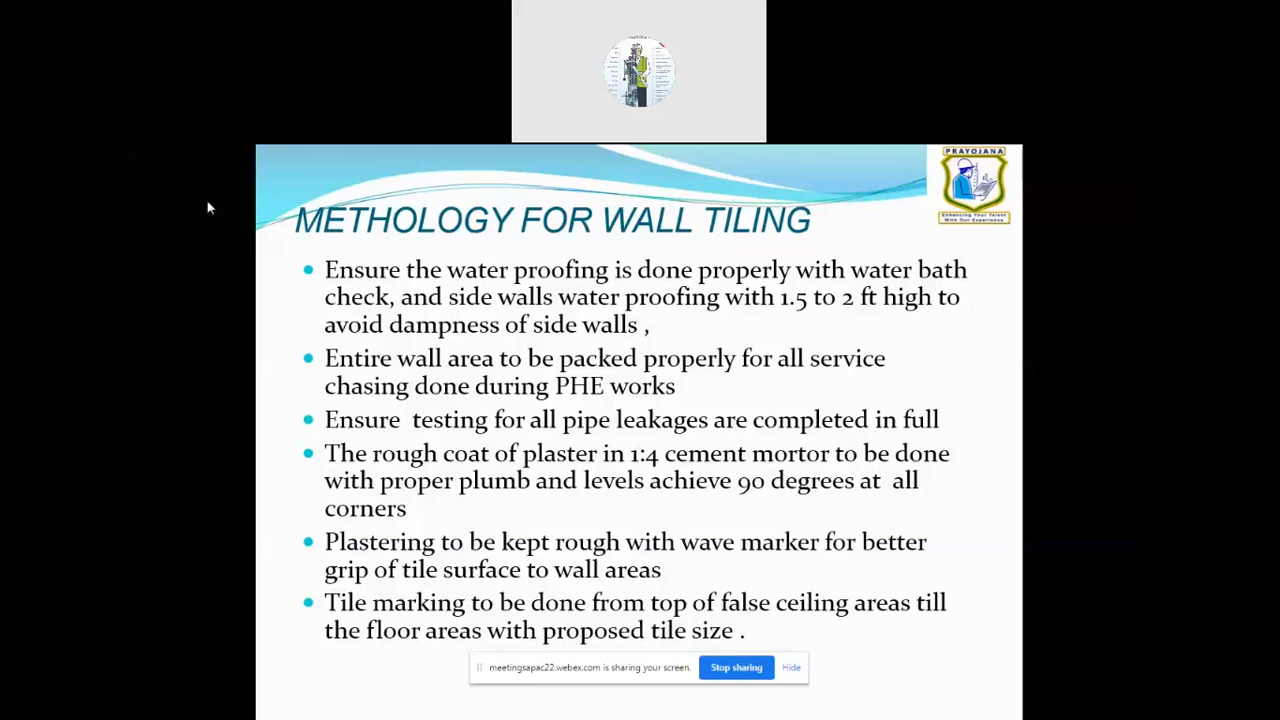 PRAYOJANA
Enhancing Your Talent
With Our Experience
METHOLOGY FOR WALL TILING
• Ensure the water proofing is done properly with water bath
check, and side walls water proofing with 1.5 to 2 ft high to
avoid dampness of side walls ,
• Entire wall area to be packed properly for all service
chasing done during PHE works
• Ensure  testing for all pipe leakages are completed in full
• The rough coat of plaster in 1:4 cement mortor to be done
with proper plumb and levels achieve 90 degrees at  all
corners
• Plastering to be kept rough with wave marker for better
grip of tile surface to wall areas
• Tile marking to be done from top of false ceiling areas till
the floor areas with proposed tile size .
meetingsapac22.webex.com is sharing your screen. Stop sharing Hide